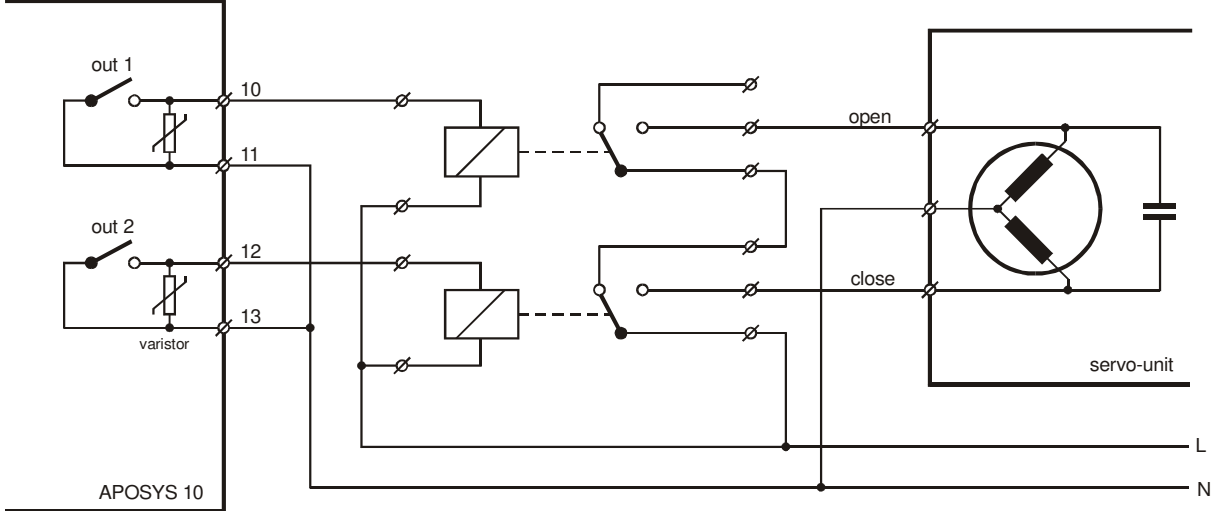 out 1
10
11
open
out 2
12
close
13
varistor
servo-unit
L
APOSYS 10
N